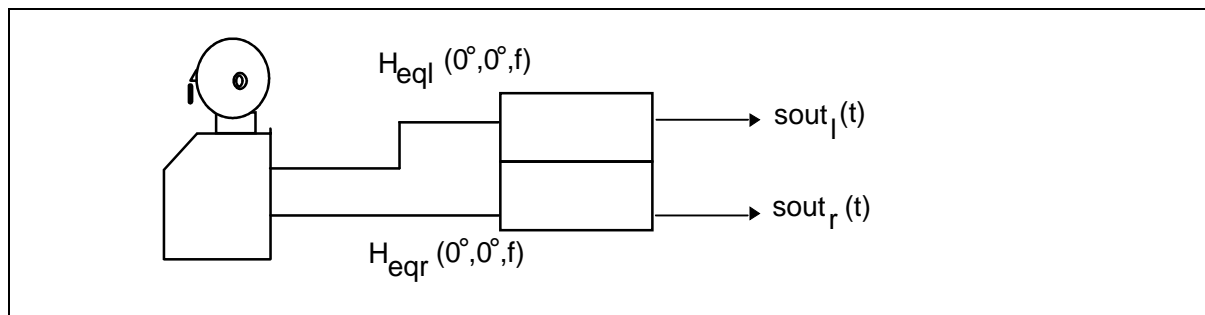 H_eql (0°,0°,f)
sout_l(t)
sout_r (t)
H_eqr (0°,0°,f)